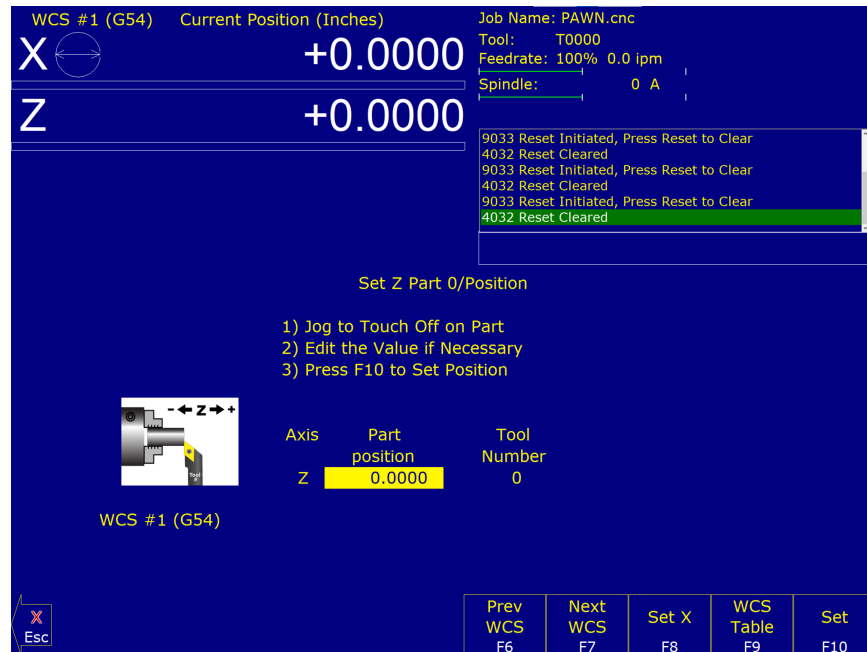 WCS #1 (G54) Current Position (Inches)
X +0.0000
Z +0.0000
Job Name: PAWN.cnc
Tool: T0000
Feedrate: 100% 0.0 ipm
Spindle: 0 A
9033 Reset Initiated, Press Reset to Clear
4032 Reset Cleared
9033 Reset Initiated, Press Reset to Clear
4032 Reset Cleared
9033 Reset Initiated, Press Reset to Clear
4032 Reset Cleared
Set Z Part 0/Position
1) Jog to Touch Off on Part
2) Edit the Value if Necessary
3) Press F10 to Set Position
- Z +
Tool
Axis Part Tool
position Number
Z 0.0000 0
WCS #1 (G54)
X
Esc
Prev Next Set X WCS Set
WCS WCS Table
F6 F7 F8 F9 F10